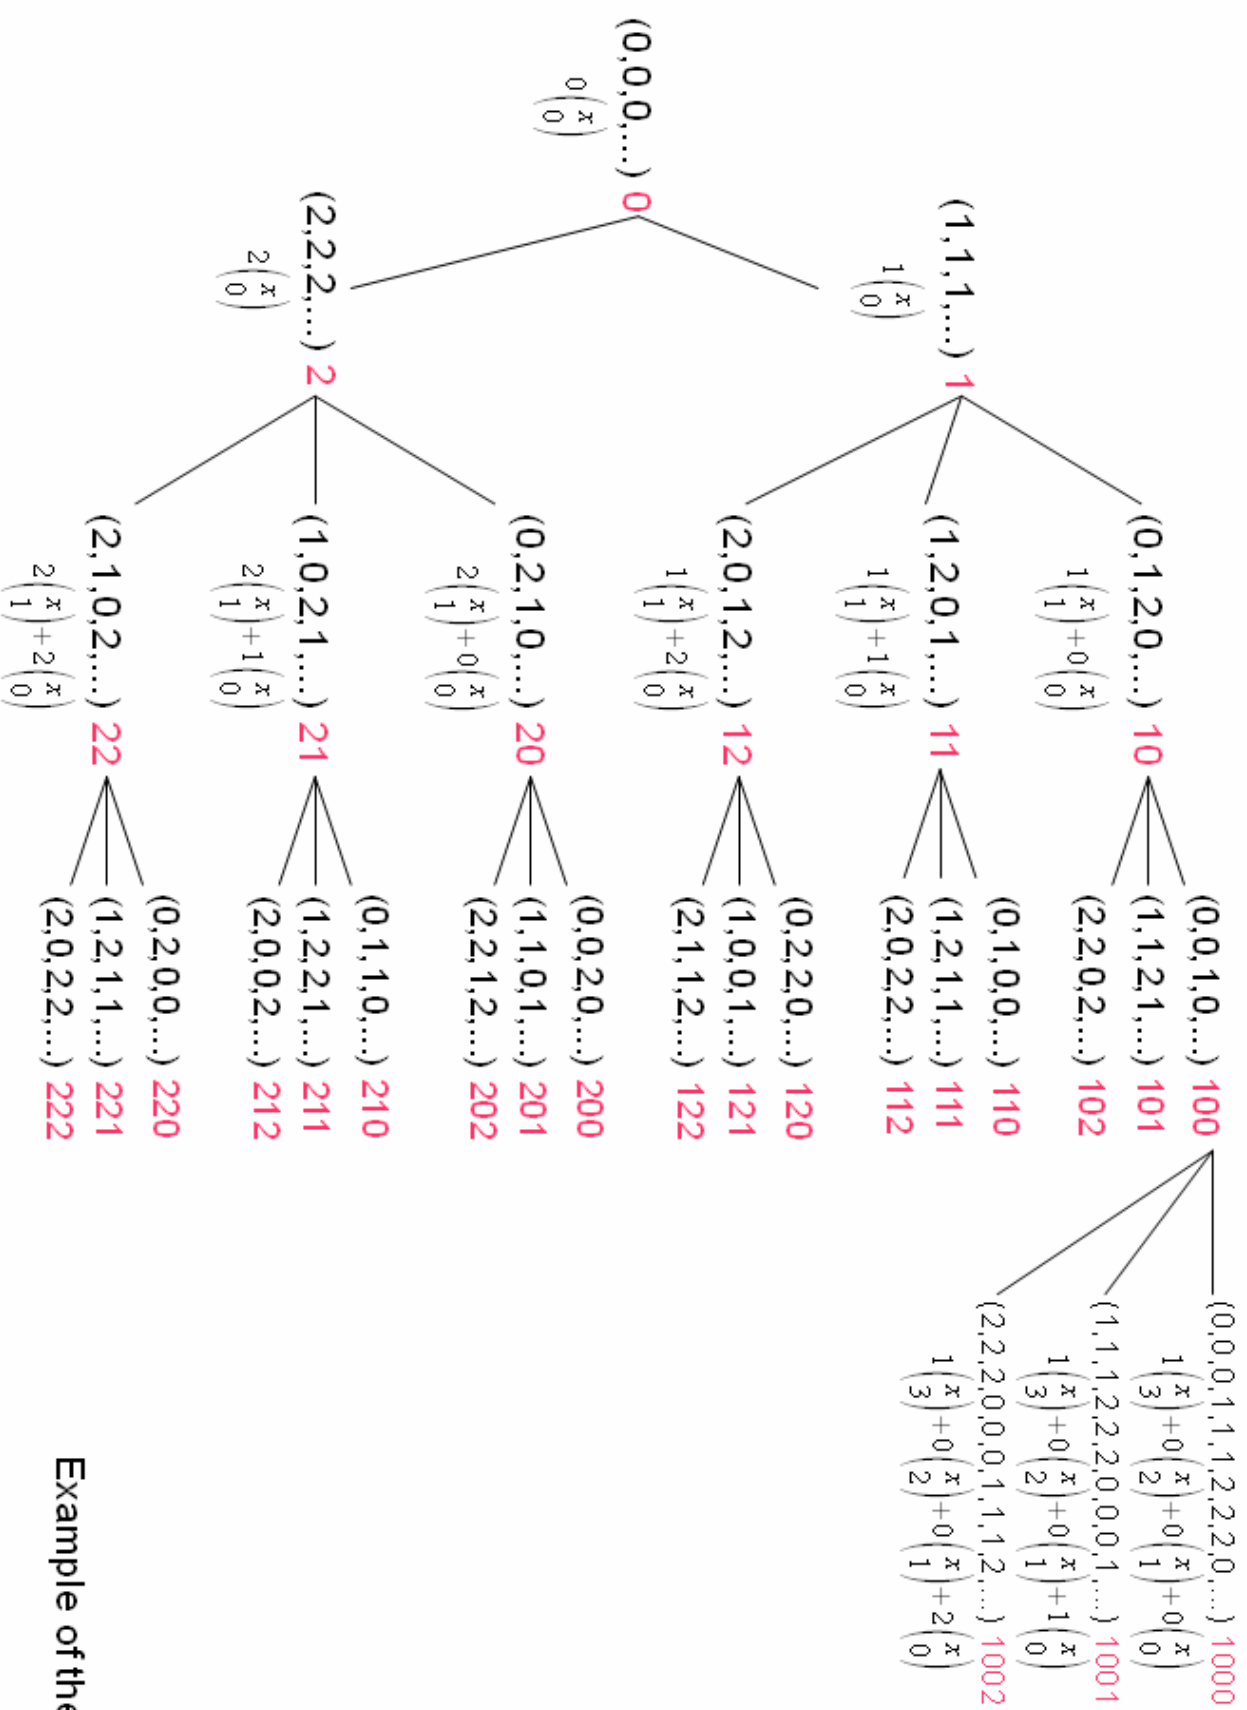 (0,0,0,...) 0
0(x 0)
(1,1,1,...) 1
1(x 0)
(2,2,2,...) 2
2(x 0)
(0,1,2,0,...) 10
1(x 1)+0(x 0)
(1,2,0,1,...) 11
1(x 1)+1(x 0)
(2,0,1,2,...) 12
1(x 1)+2(x 0)
(0,2,1,0,...) 20
2(x 1)+0(x 0)
(1,0,2,1,...) 21
2(x 1)+1(x 0)
(2,1,0,2,...) 22
2(x 1)+2(x 0)
(0,0,1,0,...) 100
(1,1,2,1,...) 101
(2,2,0,2,...) 102
(0,1,0,0,...) 110
(1,2,1,1,...) 111
(2,0,2,2,...) 112
(0,2,2,0,...) 120
(1,0,0,1,...) 121
(2,1,1,2,...) 122
(0,0,2,0,...) 200
(1,1,0,1,...) 201
(2,2,1,2,...) 202
(0,1,1,0,...) 210
(1,2,2,1,...) 211
(2,0,0,2,...) 212
(0,2,0,0,...) 220
(1,2,1,1,...) 221
(2,0,2,2,...) 222
(0,0,0,1,1,1,2,2,2,0,...) 1000
1(x 3)+0(x 2)+0(x 1)+0(x 0)
(1,1,1,2,2,2,0,0,0,1,...) 1001
1(x 3)+0(x 2)+0(x 1)+1(x 0)
(2,2,2,0,0,0,1,1,1,2,...) 1002
1(x 3)+0(x 2)+0(x 1)+2(x 0)
Example of the